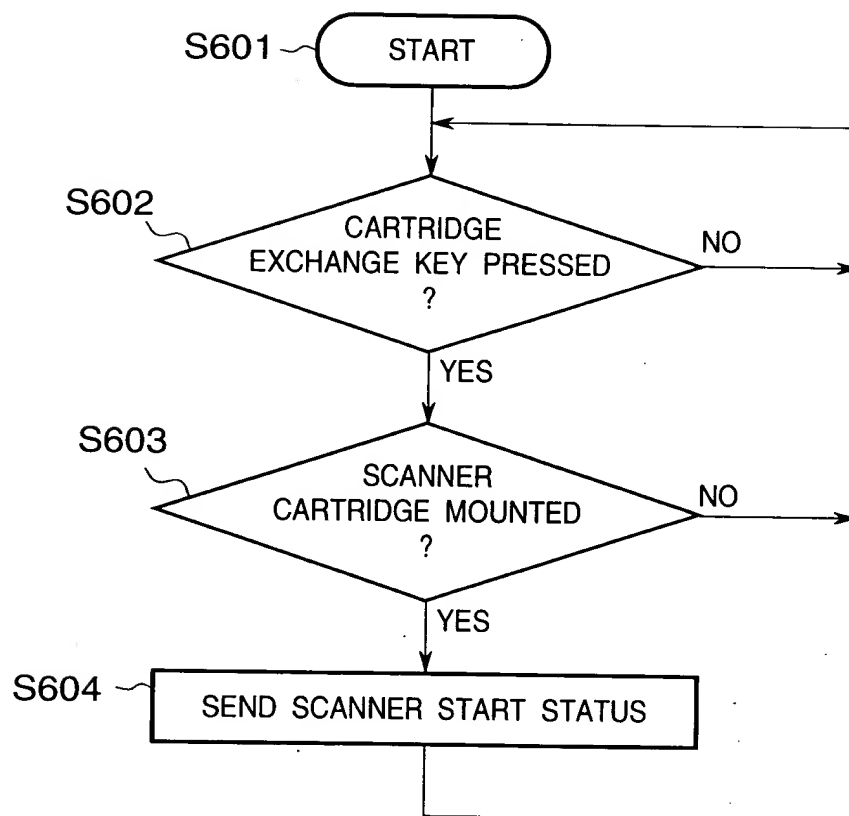 S601
START
S602
CARTRIDGE
EXCHANGE KEY PRESSED
?
NO
YES
S603
SCANNER
CARTRIDGE MOUNTED
?
NO
YES
S604
SEND SCANNER START STATUS